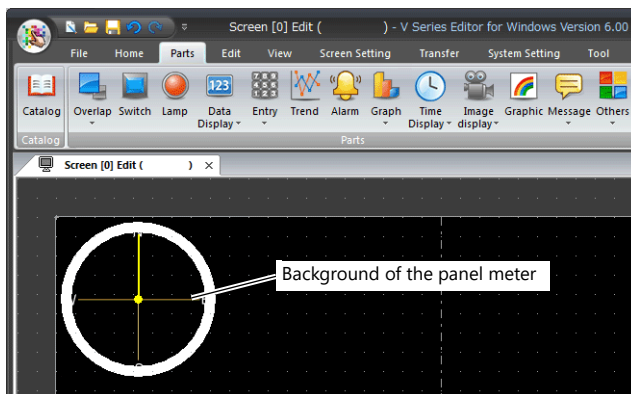 Screen [0] Edit ( ) - V Series Editor for Windows Version 6.00
File Home Parts Edit View Screen Setting Transfer System Setting Tool
123
Catalog Overlap Switch Lamp Data Display Entry Trend Alarm Graph Time Display Image display Graphic Message Others
Catalog Parts
Screen [0] Edit ( ) ×
Background of the panel meter